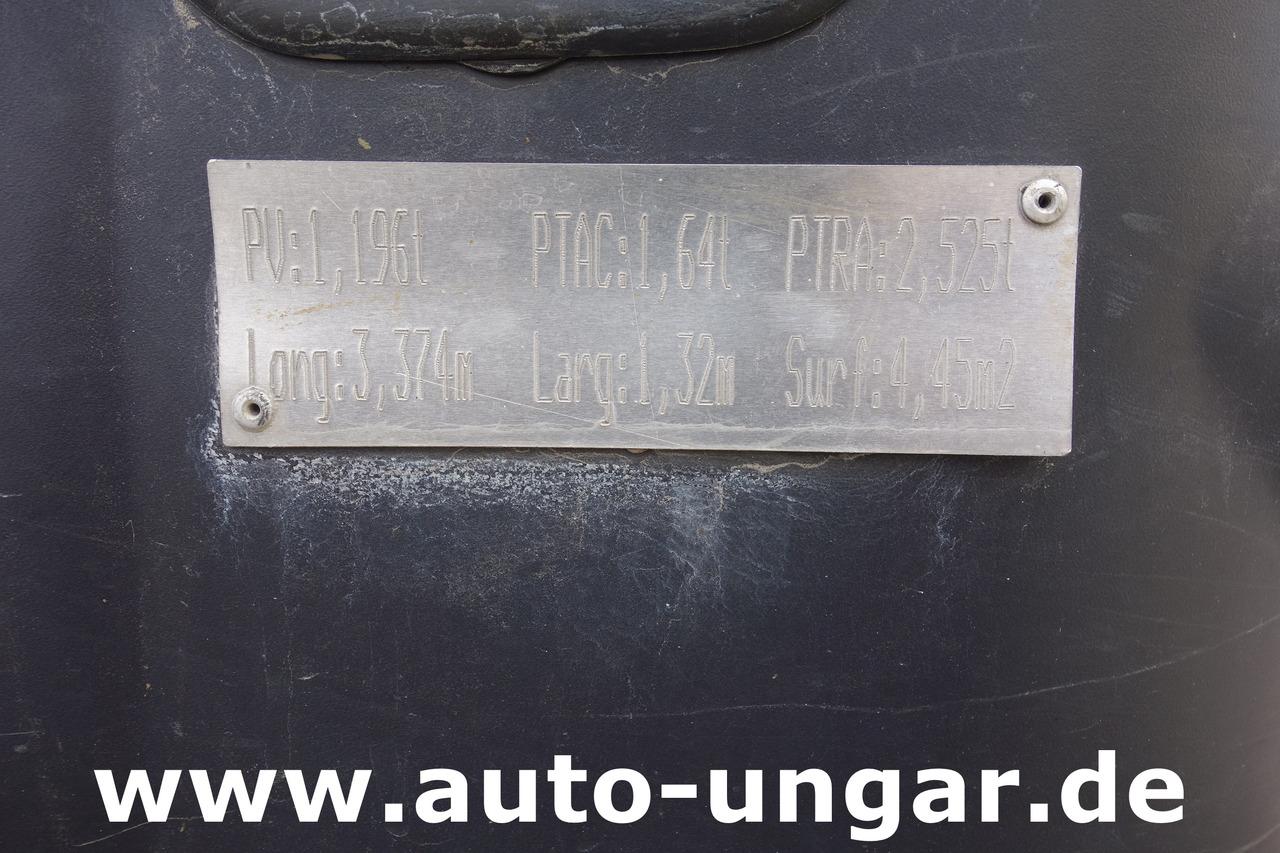 PV:1,196t PTAC:1,64t PTRA:2,525t
Long:3,374m Larg:1,32m Surf:4,45m2
www.auto-ungar.de